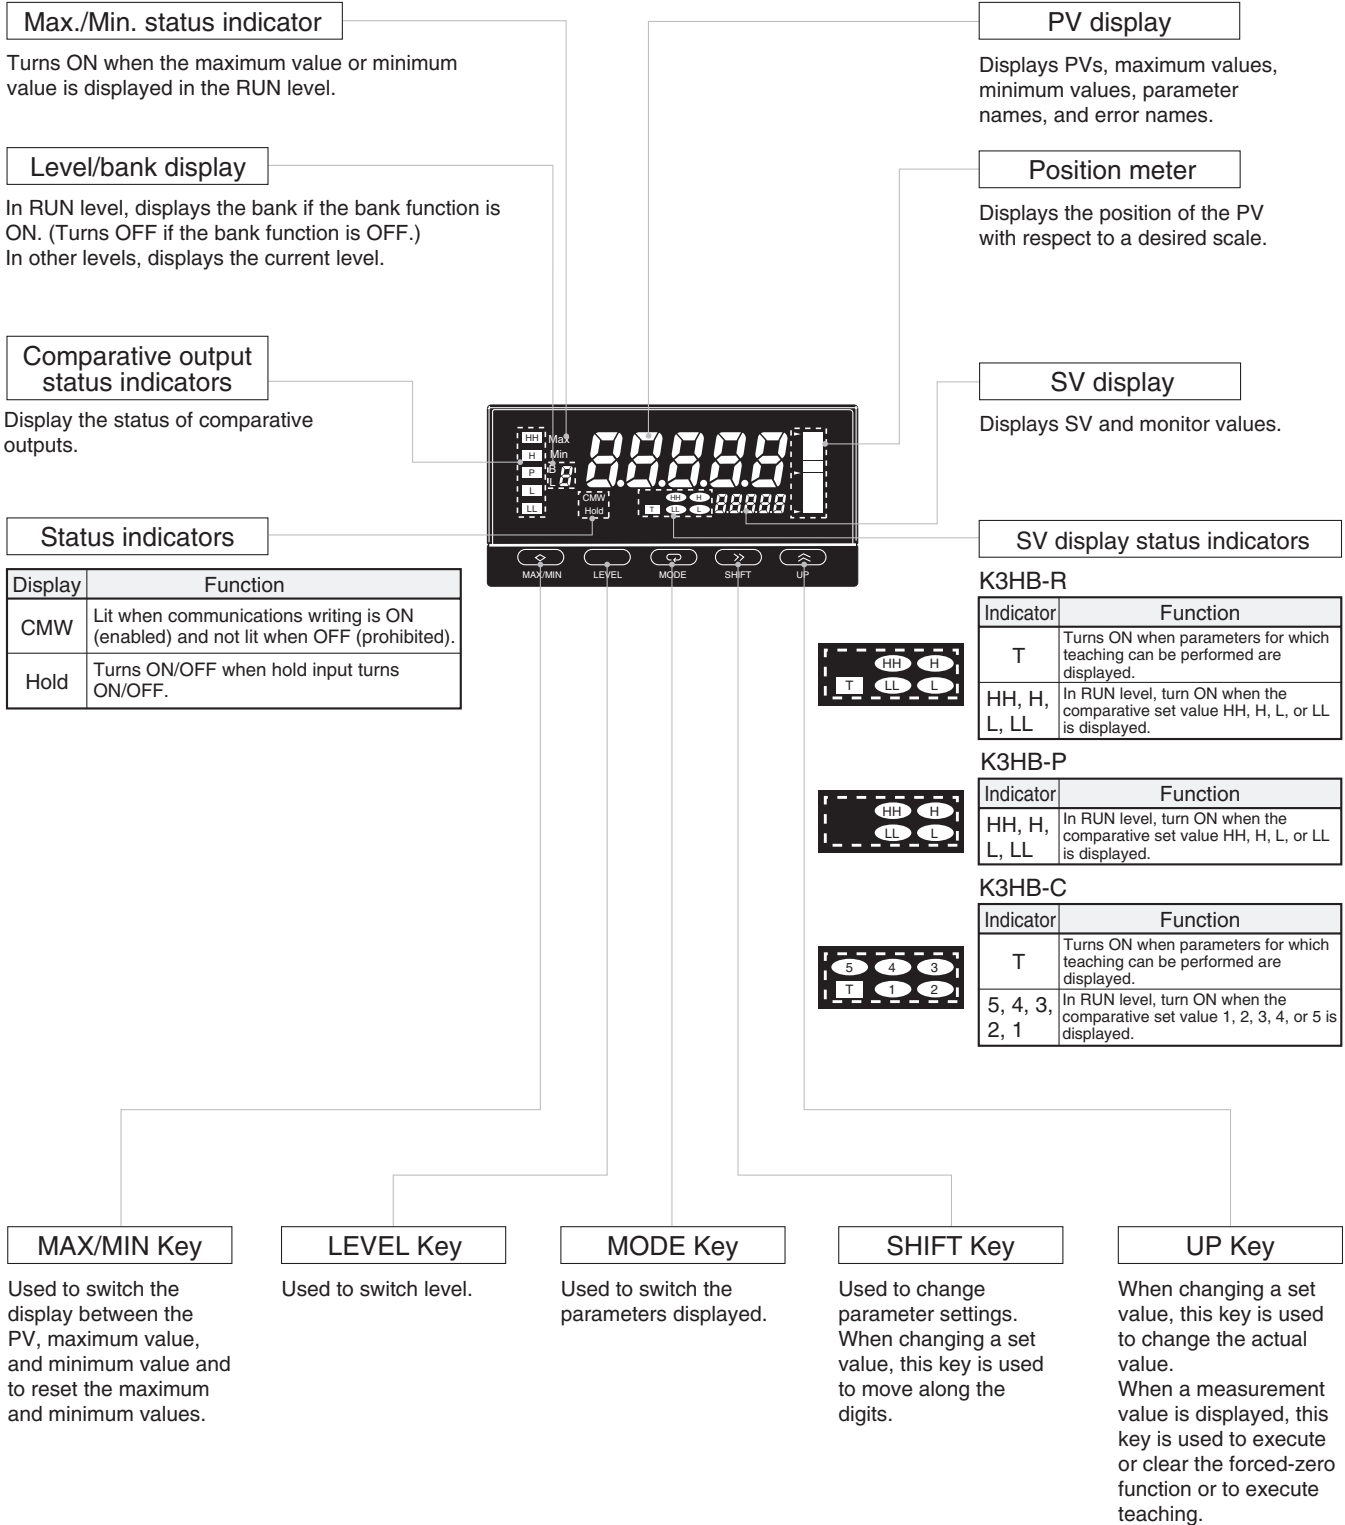 Max./Min. status indicator
Turns ON when the maximum value or minimum
value is displayed in the RUN level.
Level/bank display
In RUN level, displays the bank if the bank function is
ON. (Turns OFF if the bank function is OFF.)
In other levels, displays the current level.
Comparative output
status indicators
Display the status of comparative
outputs.
Status indicators
Display Function
CMW Lit when communications writing is ON
(enabled) and not lit when OFF (prohibited).
Hold Turns ON/OFF when hold input turns
ON/OFF.
PV display
Displays PVs, maximum values,
minimum values, parameter
names, and error names.
Position meter
Displays the position of the PV
with respect to a desired scale.
SV display
Displays SV and monitor values.
HH Max
H Min
P B 8
L L
LL
8.8.8.8.8
CMW
Hold
HH H
T LL L
8.8.8.8.8
MAX/MIN LEVEL MODE SHIFT UP
SV display status indicators
K3HB-R
HH H
T LL L
Indicator Function
T Turns ON when parameters for which
teaching can be performed are
displayed.
HH, H, In RUN level, turn ON when the
L, LL comparative set value HH, H, L, or LL
is displayed.
K3HB-P
HH H
LL L
Indicator Function
HH, H, In RUN level, turn ON when the
L, LL comparative set value HH, H, L, or LL
is displayed.
K3HB-C
5 4 3
T 1 2
Indicator Function
T Turns ON when parameters for which
teaching can be performed are
displayed.
5, 4, 3, In RUN level, turn ON when the
2, 1 comparative set value 1, 2, 3, 4, or 5 is
displayed.
MAX/MIN Key
Used to switch the
display between the
PV, maximum value,
and minimum value and
to reset the maximum
and minimum values.
LEVEL Key
Used to switch level.
MODE Key
Used to switch the
parameters displayed.
SHIFT Key
Used to change
parameter settings.
When changing a set
value, this key is used
to move along the
digits.
UP Key
When changing a set
value, this key is used
to change the actual
value.
When a measurement
value is displayed, this
key is used to execute
or clear the forced-zero
function or to execute
teaching.